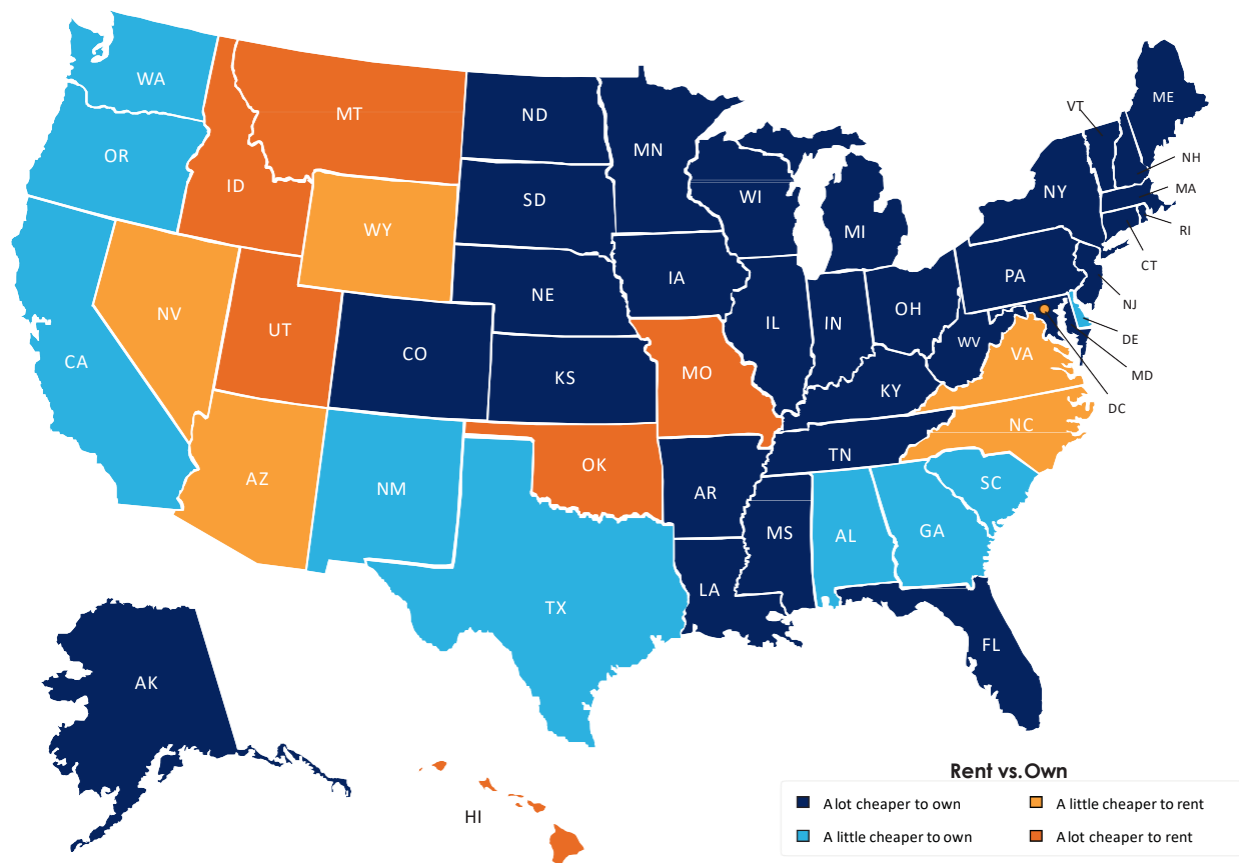 WA
MT
ND
ME
VT
MN
OR
NH
ID
NY
MA
SD
WI
WY
MI
RI
CT
PA
IA
NE
NJ
NV
OH
IL
IN
UT
DE
WV
CO
VA
CA
MO
MD
KS
KY
DC
NC
TN
OK
AZ
SC
NM
AR
GA
MS
AL
LA
TX
FL
AK
Rent vs.Own
A lot cheaper to own
A little cheaper to rent
HI
A little cheaper to own
A lot cheaper to rent